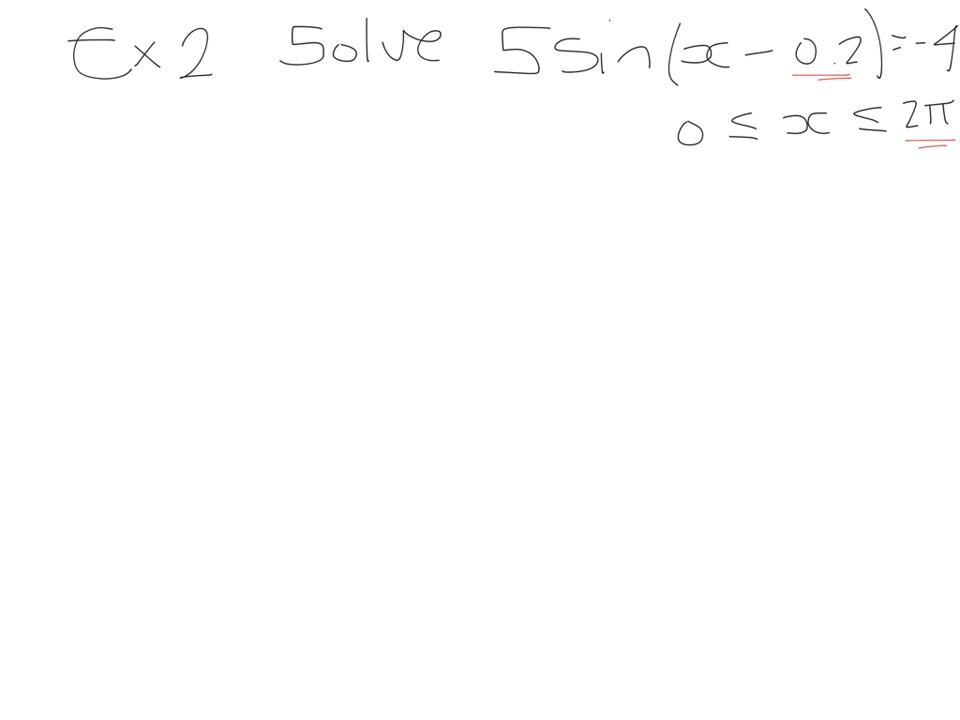 Ex 2 Solve 5sin(x - 0.2) = -4
0 ≤ x ≤ 2π